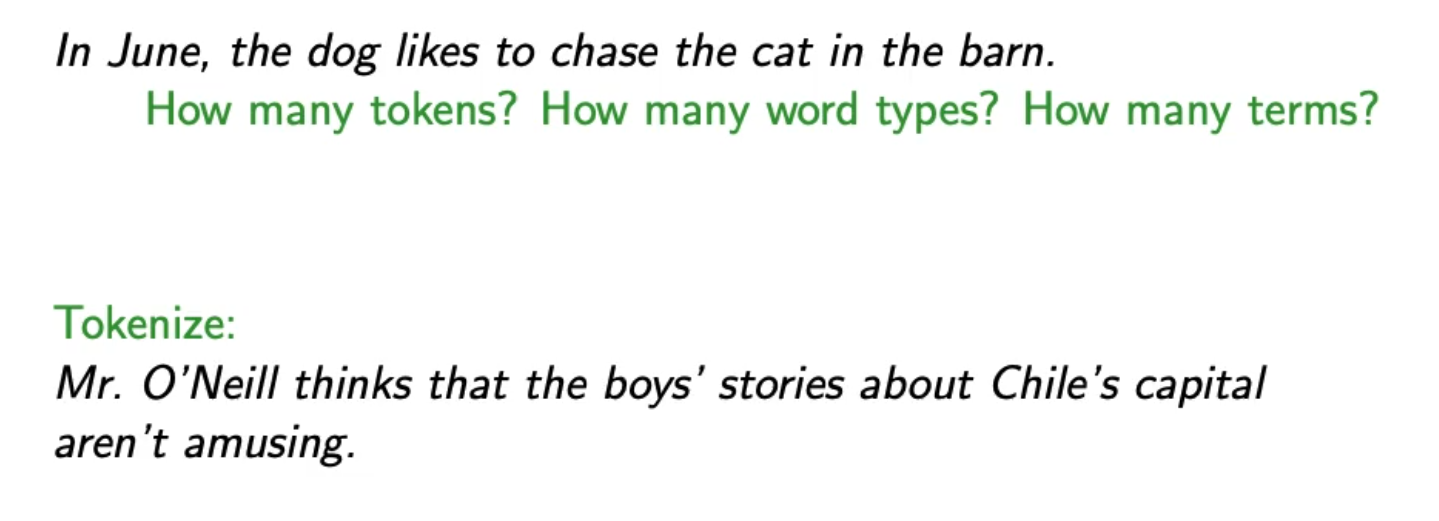 In June, the dog likes to chase the cat in the barn.
How many tokens? How many word types? How many terms?
Tokenize:
Mr. O'Neill thinks that the boys' stories about Chile's capital
aren't amusing.